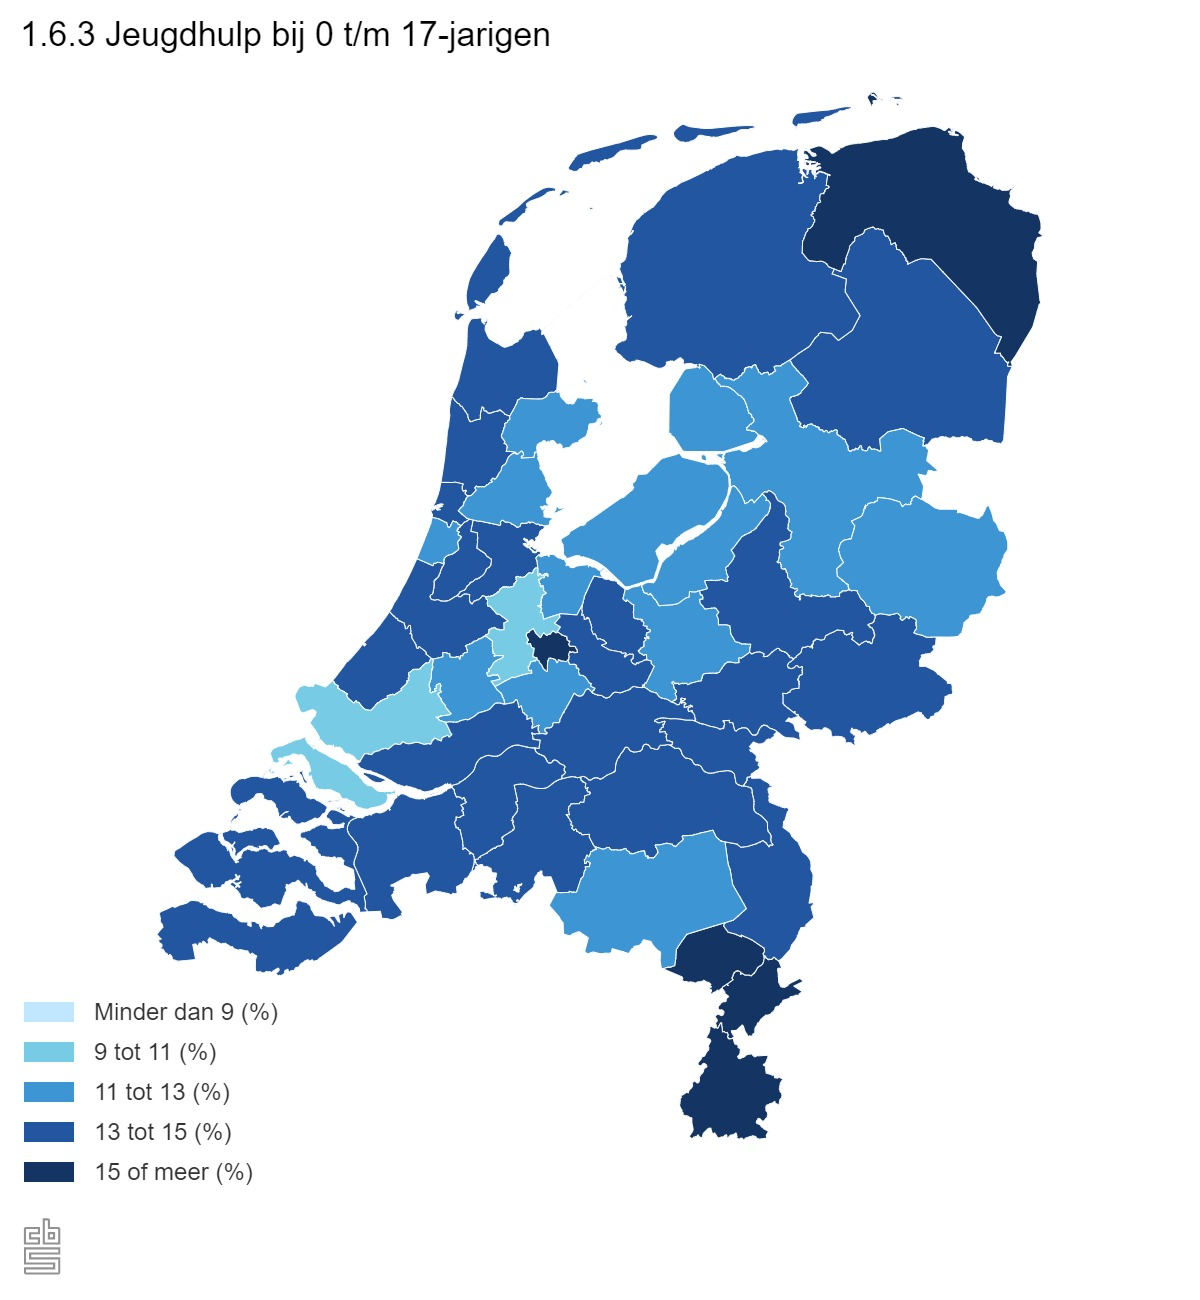 1.6.3 Jeugdhulp bij 0 t/m 17-jarigen
Minder dan 9 (%)
9 tot 11 (%)
11 tot 13 (%)
13 tot 15 (%)
15 of meer (%)
cbs